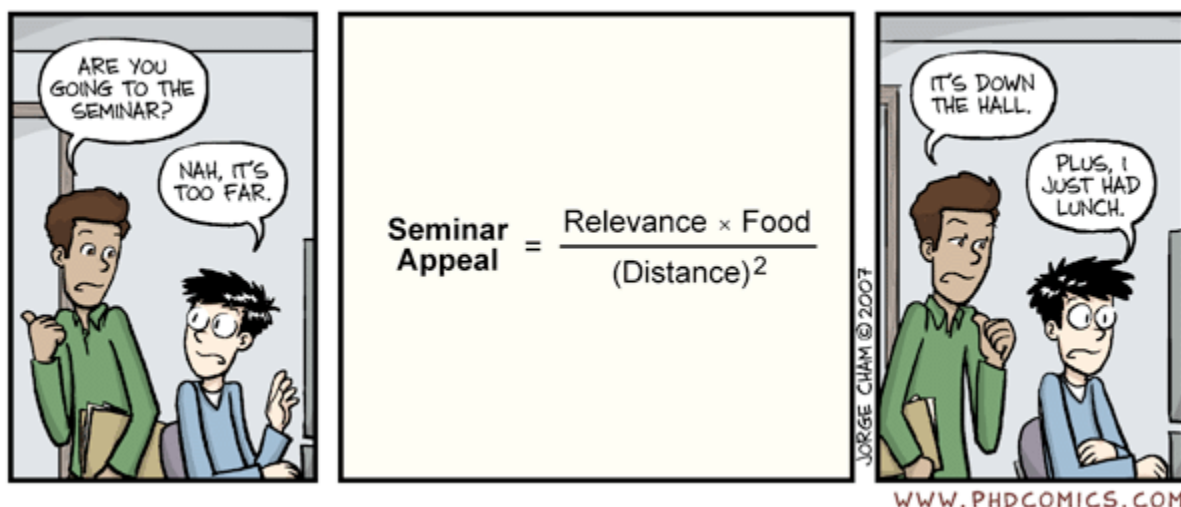 ARE YOU
GOING TO THE
SEMINAR?
NAH, IT'S
TOO FAR.
Seminar
Appeal
=
Relevance × Food
(Distance)²
JORGE CHAM © 2007
IT'S DOWN
THE HALL.
PLUS, I
JUST HAD
LUNCH.
WWW.PHDCOMICS.COM